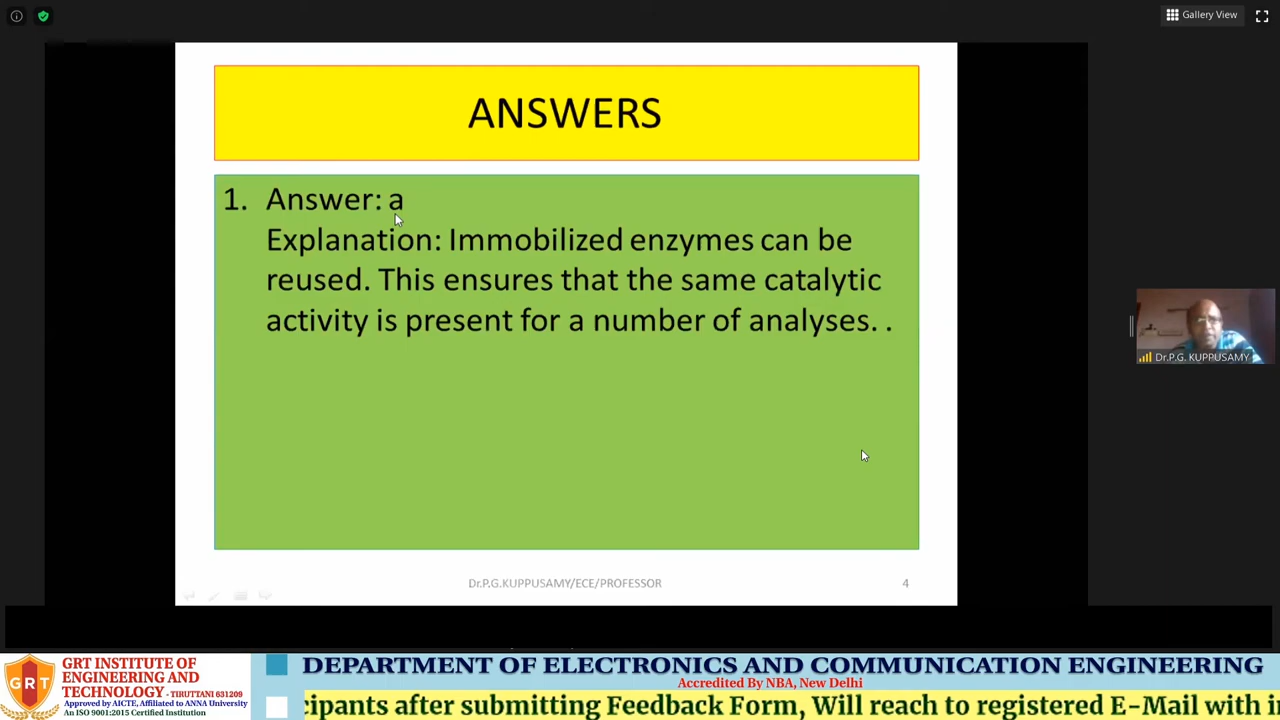 Gallery View
ANSWERS
1. Answer: a
Explanation: Immobilized enzymes can be
reused. This ensures that the same catalytic
activity is present for a number of analyses. .
Dr.P.G. KUPPUSAMY
Dr.P.G.KUPPUSAMY/ECE/PROFESSOR
4
GRT
GRT INSTITUTE OF
ENGINEERING AND
TECHNOLOGY - TIRUTTANI 631209
Approved by AICTE, Affiliated to ANNA University
An ISO 9001:2015 Certified Institution
DEPARTMENT OF ELECTRONICS AND COMMUNICATION ENGINEERING
Accredited By NBA, New Delhi
cipants after submitting Feedback Form, Will reach to registered E-Mail with i